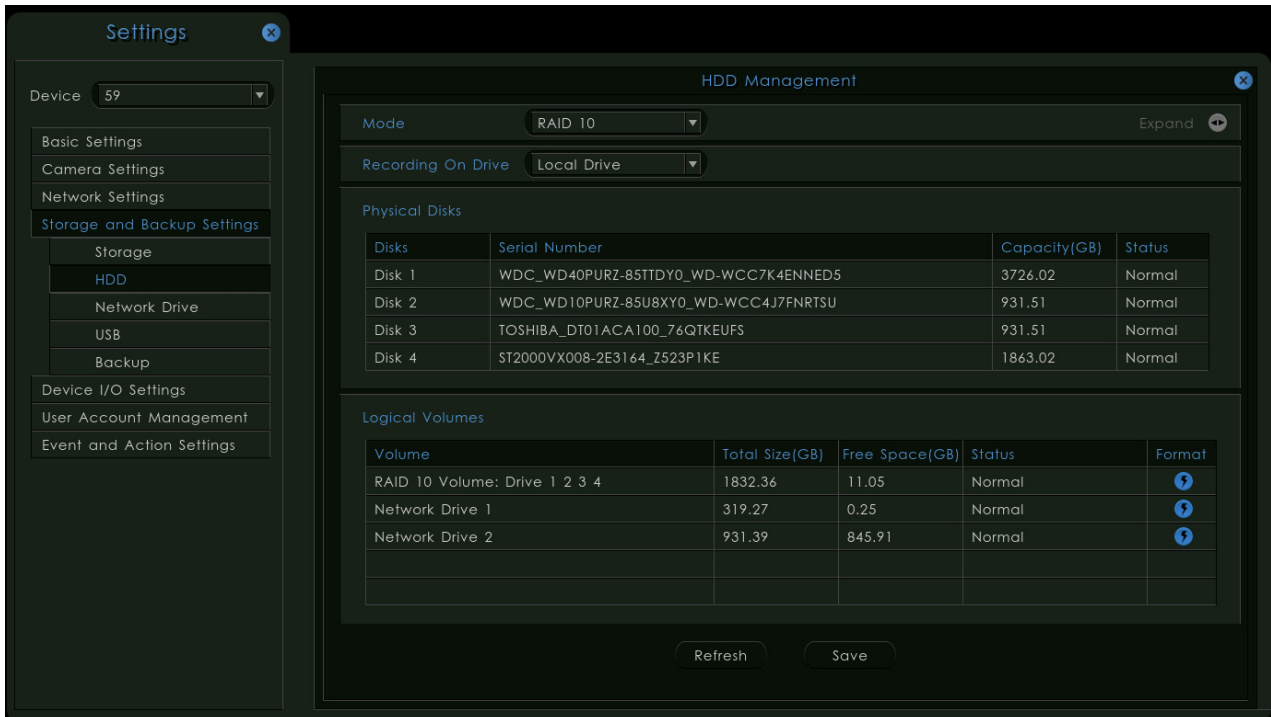 Settings
Device 59
Basic Settings
Camera Settings
Network Settings
Storage and Backup Settings
Storage
HDD
Network Drive
USB
Backup
Device I/O Settings
User Account Management
Event and Action Settings
HDD Management
Mode RAID 10 Expand
Recording On Drive Local Drive
Physical Disks
Disks Serial Number Capacity(GB) Status
Disk 1 WDC_WD40PURZ-85TTDY0_WD-WCC7K4ENNED5 3726.02 Normal
Disk 2 WDC_WD10PURZ-85U8XY0_WD-WCC4J7FNRTSU 931.51 Normal
Disk 3 TOSHIBA_DT01ACA100_76QTKEUFS 931.51 Normal
Disk 4 ST2000VX008-2E3164_Z523P1KE 1863.02 Normal
Logical Volumes
Volume Total Size(GB) Free Space(GB) Status Format
RAID 10 Volume: Drive 1 2 3 4 1832.36 11.05 Normal
Network Drive 1 319.27 0.25 Normal
Network Drive 2 931.39 845.91 Normal
Refresh Save